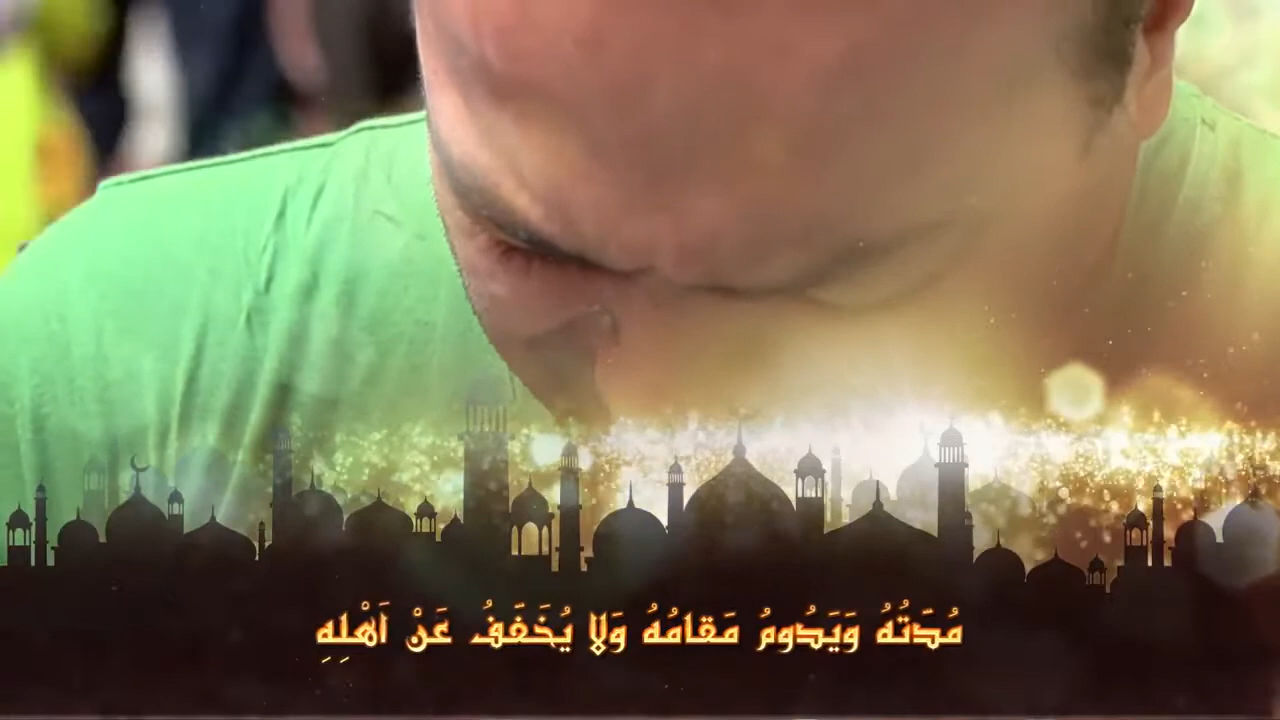 مُدَّتُهُ وَيَدُومُ مَقامُهُ وَلا يُخَفَّفُ عَنْ اَهْلِهِ